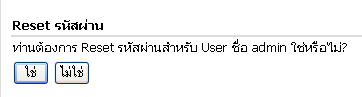 Reset รหัสผ่าน
ท่านต้องการ Reset รหัสผ่านสำหรับ User ชื่อ admin ใช่หรือไม่?
ใช่ ไม่ใช่